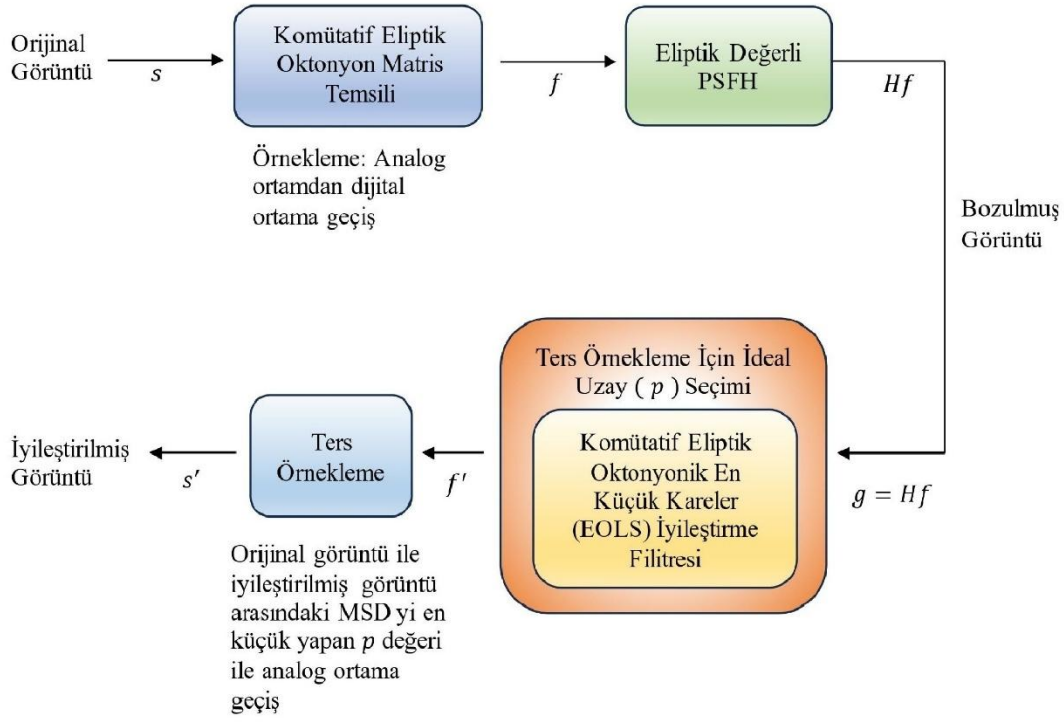 Orijinal
Görüntü
s
Komütatif Eliptik
Oktonyon Matris
Temsili
f
Eliptik Değerli
PSFH
Hf
Örnekleme: Analog
ortamdan dijital
ortama geçiş
Bozulmuş
Görüntü
Ters Örnekleme İçin İdeal
Uzay ( p ) Seçimi
Komütatif Eliptik
Oktonyonik En
Küçük Kareler
(EOLS) İyileştirme
Filitresi
g = Hf
f'
Ters
Örnekleme
s'
İyileştirilmiş
Görüntü
Orijinal görüntü ile
iyileştirilmiş görüntü
arasındaki MSD yi en
küçük yapan p değeri
ile analog ortama
geçiş